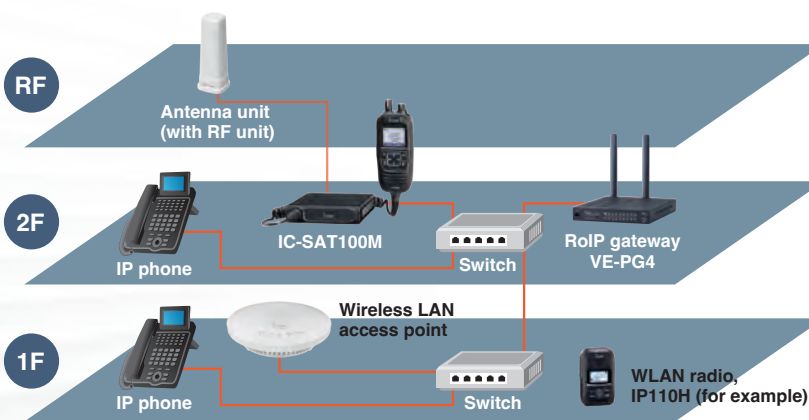 RF
Antenna unit
(with RF unit)
2F
IP phone
IC-SAT100M
Switch
RoIP gateway
VE-PG4
1F
IP phone
Wireless LAN
access point
Switch
WLAN radio,
IP110H (for example)